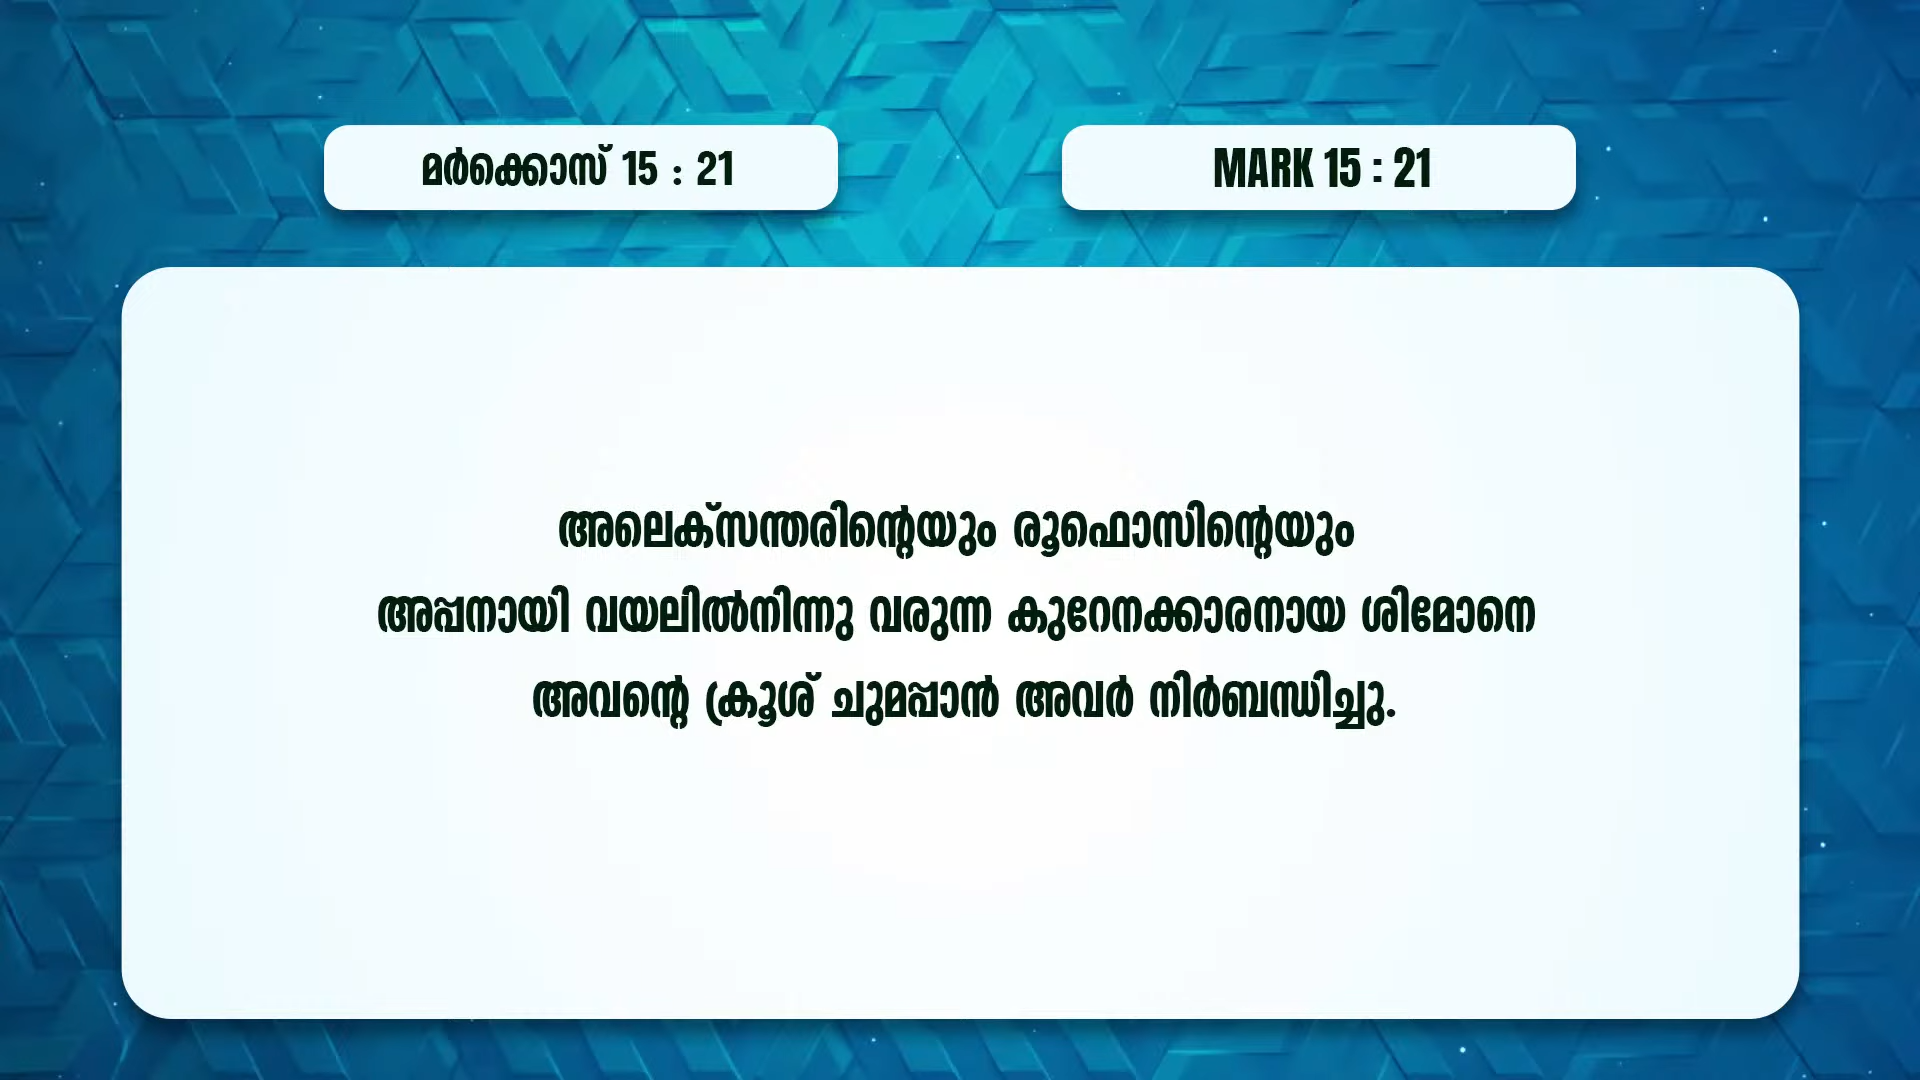 മർക്കൊസ് 15 : 21
MARK 15 : 21
അലെക്സന്തരിന്റെയും രൂഫൊസിന്റെയും
അപ്പനായി വയലിൽനിന്നു വരുന്ന കുറേനക്കാരനായ ശിമോനെ
അവന്റെ ക്രൂശ് ചുമപ്പാൻ അവർ നിർബന്ധിച്ചു.